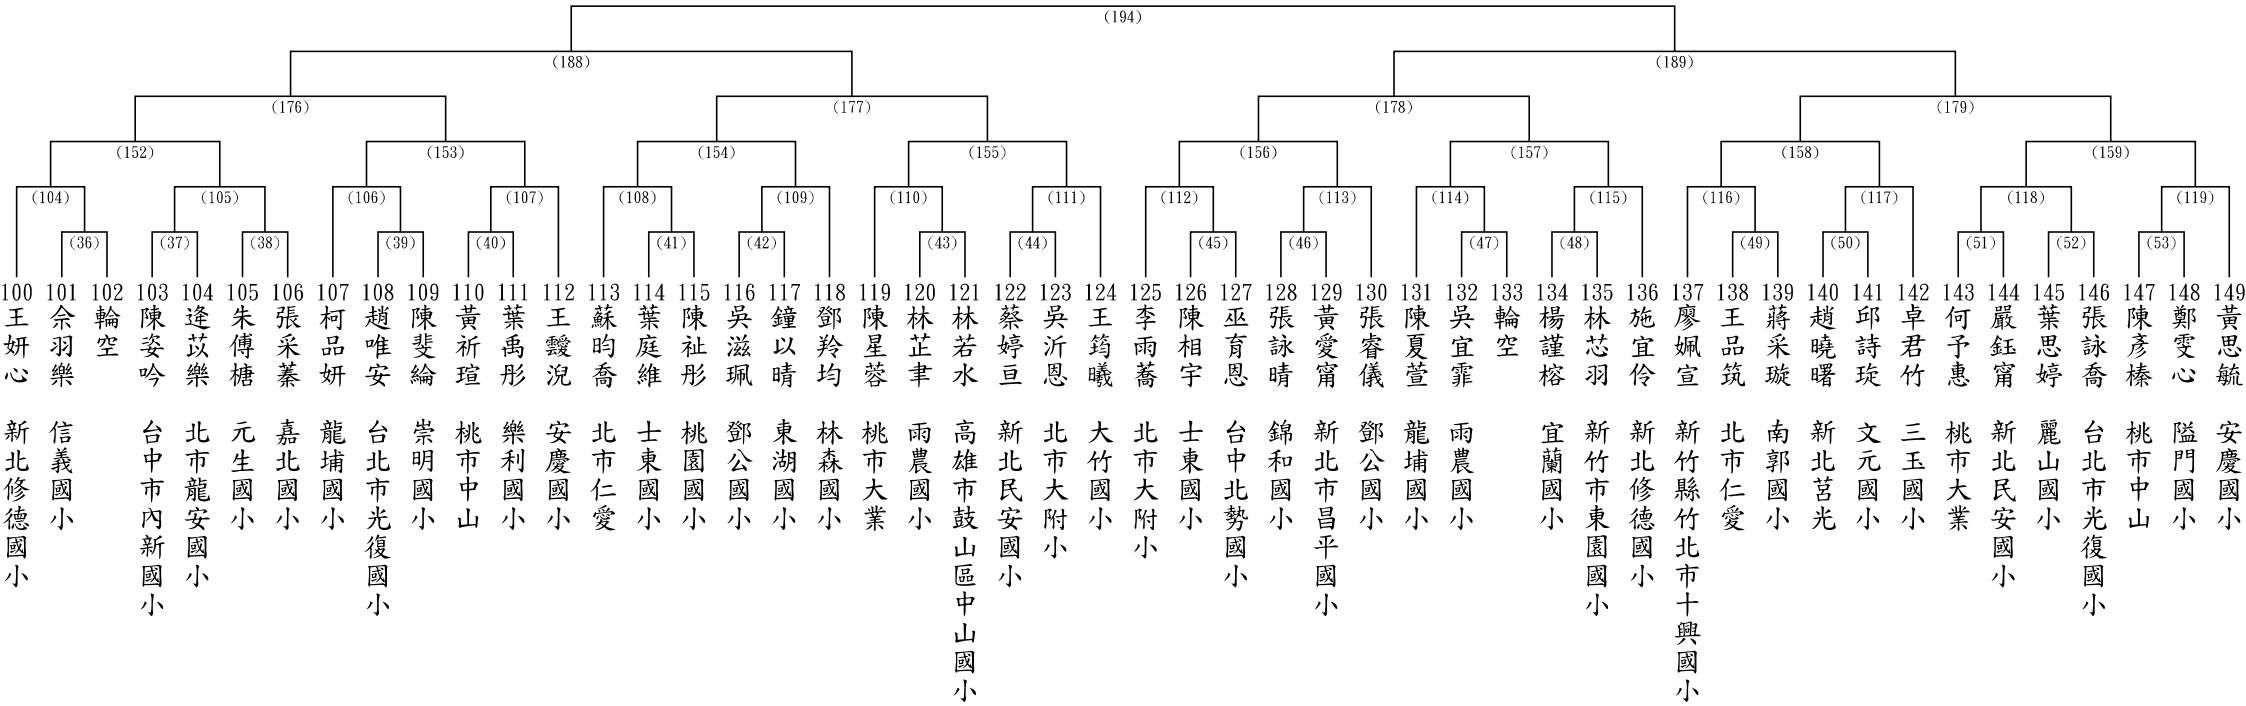 (194)
(188) (189)
(176) (177) (178) (179)
(152) (153) (154) (155) (156) (157) (158) (159)
(104) (105) (106) (107) (108) (109) (110) (111) (112) (113) (114) (115) (116) (117) (118) (119)
(36) (37) (38) (39) (40) (41) (42) (43) (44) (45) (46) (47) (48) (49) (50) (51) (52) (53)
100 王妍心 新北修德國小
101 佘羽樂 信義國小
102 輪空
103 陳姿吟 台中市內新國小
104 逄苡樂 北市龍安國小
105 朱傅榶 元生國小
106 張采蓁 嘉北國小
107 柯品妍 龍埔國小
108 趙唯安 台北市光復國小
109 陳斐綸 崇明國小
110 黃祈瑄 桃市中山
111 葉禹彤 樂利國小
112 王靉涀 安慶國小
113 蘇昀喬 北市仁愛
114 葉庭維 士東國小
115 陳祉彤 桃園國小
116 吳滋珮 鄧公國小
117 鐘以晴 東湖國小
118 鄧羚均 林森國小
119 陳星蓉 桃市大業
120 林芷聿 雨農國小
121 林若水 高雄市鼓山區中山國小
122 蔡婷亘 新北民安國小
123 吳沂恩 北市大附小
124 王筠曦 大竹國小
125 李雨蕎 北市大附小
126 陳相宇 士東國小
127 巫育恩 台中北勢國小
128 張詠晴 錦和國小
129 黃愛甯 新北市昌平國小
130 張睿儀 鄧公國小
131 陳夏萱 龍埔國小
132 吳宜霏 雨農國小
133 輪空
134 楊謹榕 宜蘭國小
135 林芯羽 新竹市東園國小
136 施宜伶 新北修德國小
137 廖姵宣 新竹縣竹北市十興國小
138 王品筑 北市仁愛
139 蔣采璇 南郭國小
140 趙曉曙 新北莒光
141 邱詩琁 文元國小
142 卓君竹 三玉國小
143 何予惠 桃市大業
144 嚴鈺甯 新北民安國小
145 葉思婷 麗山國小
146 張詠喬 台北市光復國小
147 陳彥榛 桃市中山
148 鄭雯心 隘門國小
149 黃思毓 安慶國小